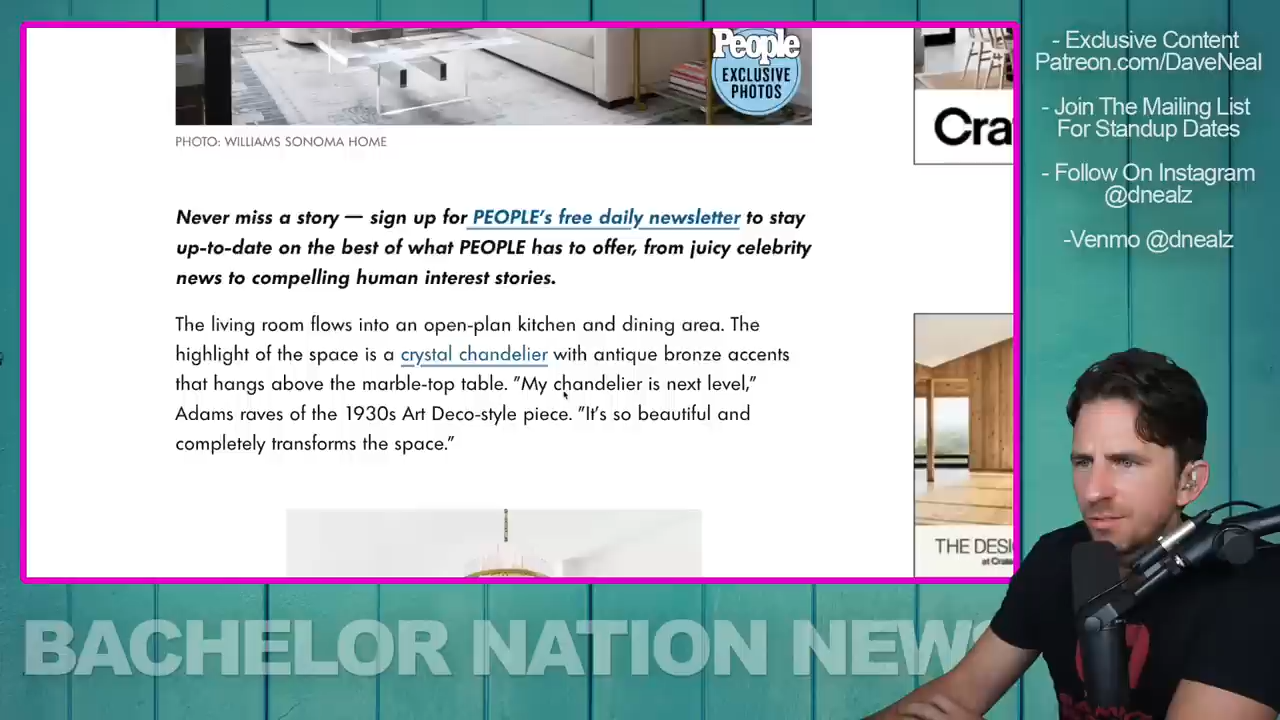 People
EXCLUSIVE
PHOTOS
PHOTO: WILLIAMS SONOMA HOME
Never miss a story — sign up for PEOPLE's free daily newsletter to stay
up-to-date on the best of what PEOPLE has to offer, from juicy celebrity
news to compelling human interest stories.
The living room flows into an open-plan kitchen and dining area. The
highlight of the space is a crystal chandelier with antique bronze accents
that hangs above the marble-top table. "My chandelier is next level,"
Adams raves of the 1930s Art Deco-style piece. "It's so beautiful and
completely transforms the space."
Cra
THE DESI
- Exclusive Content
Patreon.com/DaveNeal
- Join The Mailing List
For Standup Dates
- Follow On Instagram
@dnealz
-Venmo @dnealz
BACHELOR NATION NEWS